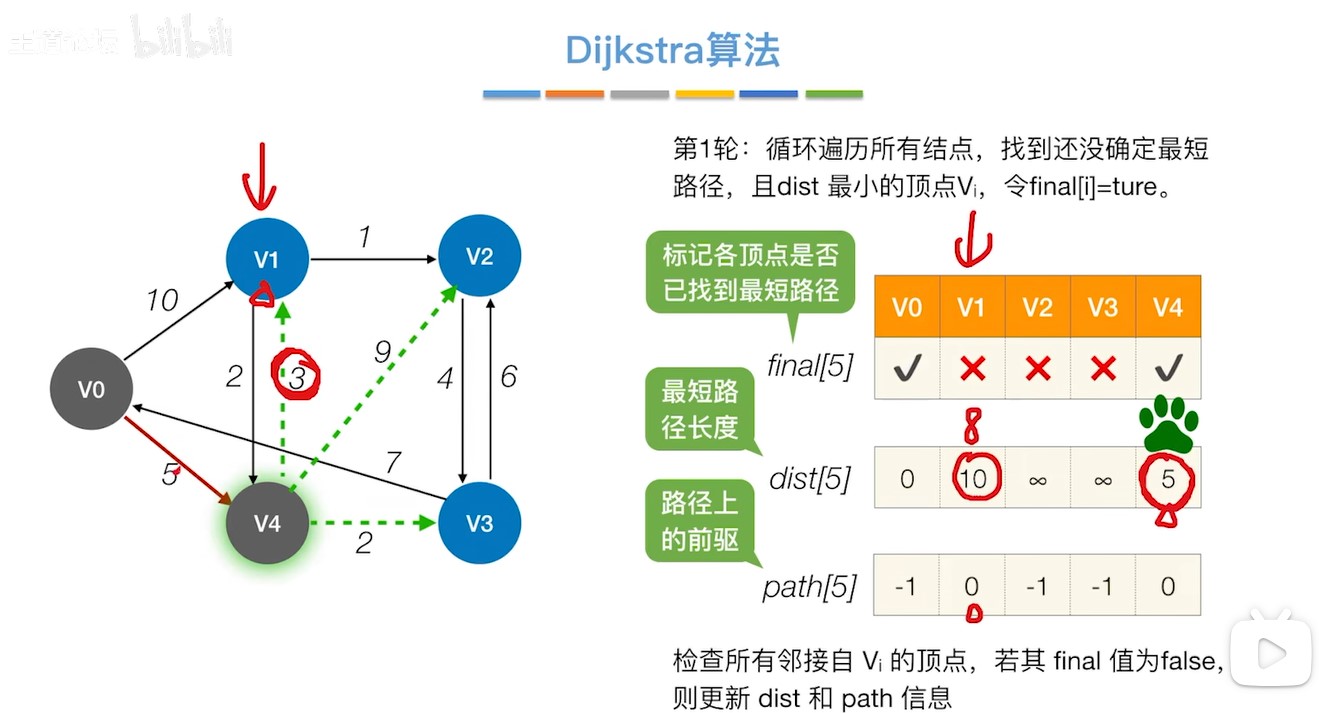 bilibili
Dijkstra算法
第1轮：循环遍历所有结点，找到还没确定最短
路径，且dist 最小的顶点Vᵢ，令final[i]=ture。
标记各顶点是否
已找到最短路径
V0 V1 V2 V3 V4
final[5]
8
最短路
径长度
dist[5] 0 10 ∞ ∞ 5
路径上
的前驱
path[5] -1 0 -1 -1 0
检查所有邻接自 Vᵢ 的顶点，若其 final 值为false，
则更新 dist 和 path 信息
1
V1 V2
10
9
2 3 4 6
V0
7
5
V4 V3
2